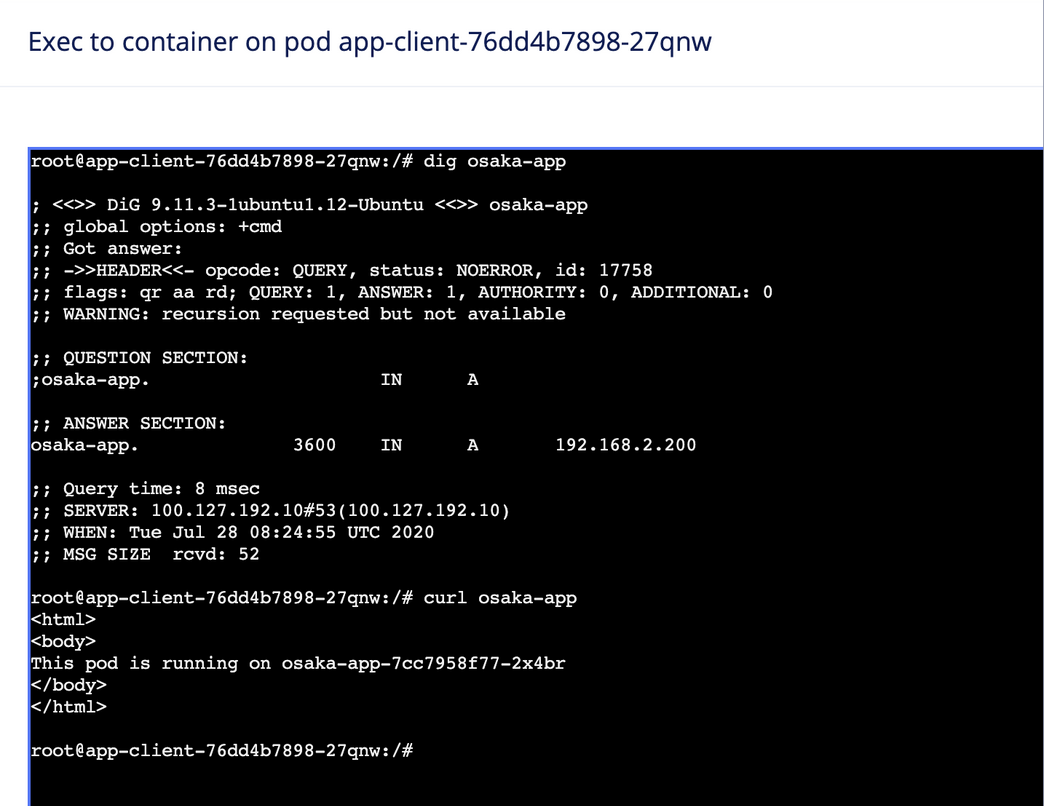 Exec to container on pod app-client-76dd4b7898-27qnw
root@app-client-76dd4b7898-27qnw:/# dig osaka-app
; <<>> DiG 9.11.3-1ubuntu1.12-Ubuntu <<>> osaka-app
;; global options: +cmd
;; Got answer:
;; ->>HEADER<<- opcode: QUERY, status: NOERROR, id: 17758
;; flags: qr aa rd; QUERY: 1, ANSWER: 1, AUTHORITY: 0, ADDITIONAL: 0
;; WARNING: recursion requested but not available
;; QUESTION SECTION:
;osaka-app. IN A
;; ANSWER SECTION:
osaka-app. 3600 IN A 192.168.2.200
;; Query time: 8 msec
;; SERVER: 100.127.192.10#53(100.127.192.10)
;; WHEN: Tue Jul 28 08:24:55 UTC 2020
;; MSG SIZE rcvd: 52
root@app-client-76dd4b7898-27qnw:/# curl osaka-app
<html>
<body>
This pod is running on osaka-app-7cc7958f77-2x4br
</body>
</html>
root@app-client-76dd4b7898-27qnw:/#